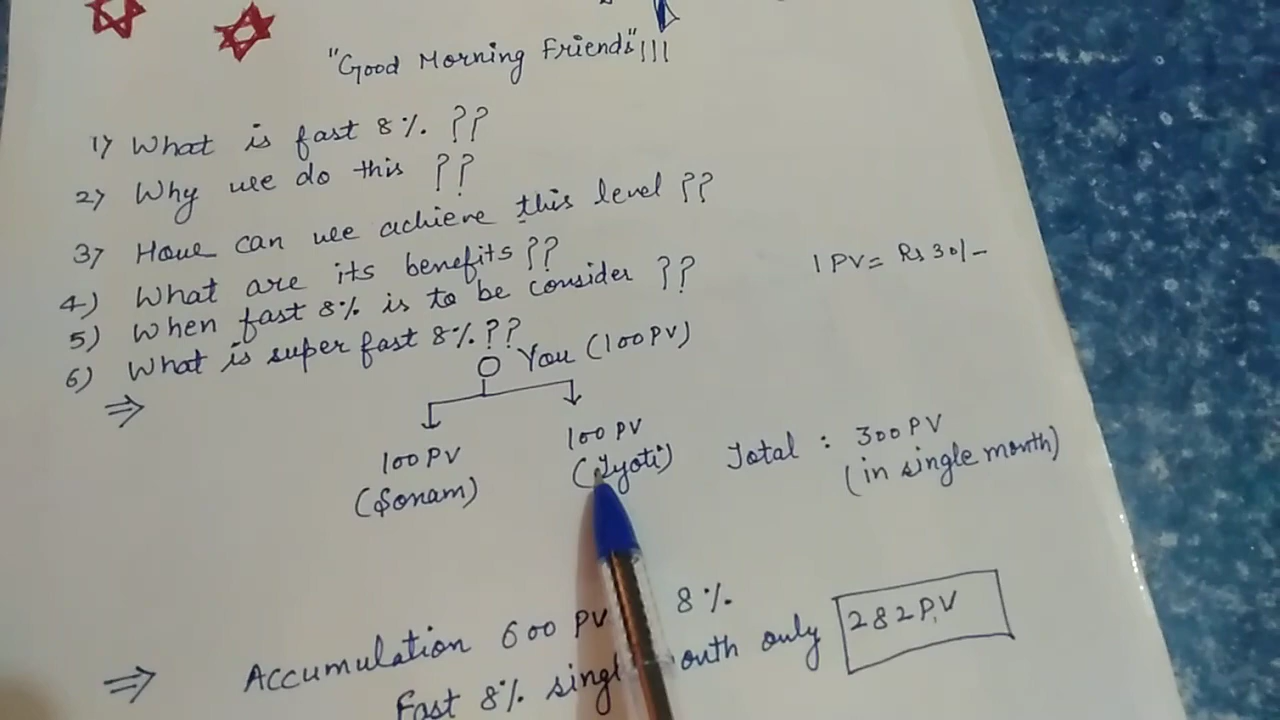 "Good Morning Friends"!!!
1) What is fast 8%. ??
2) Why we do this ??
3) How can we achieve this level ??
4) What are its benefits ??
5) When fast 8% is to be consider ??
6) What is super fast 8% ??
1 PV = Rs 30/-
You (100 PV)
100 PV
(Sonam)
100 PV
(Jyoti)
Total : 300 PV
(in single month)
Accumulation 600 PV 8%
Fast 8% only 282 PV